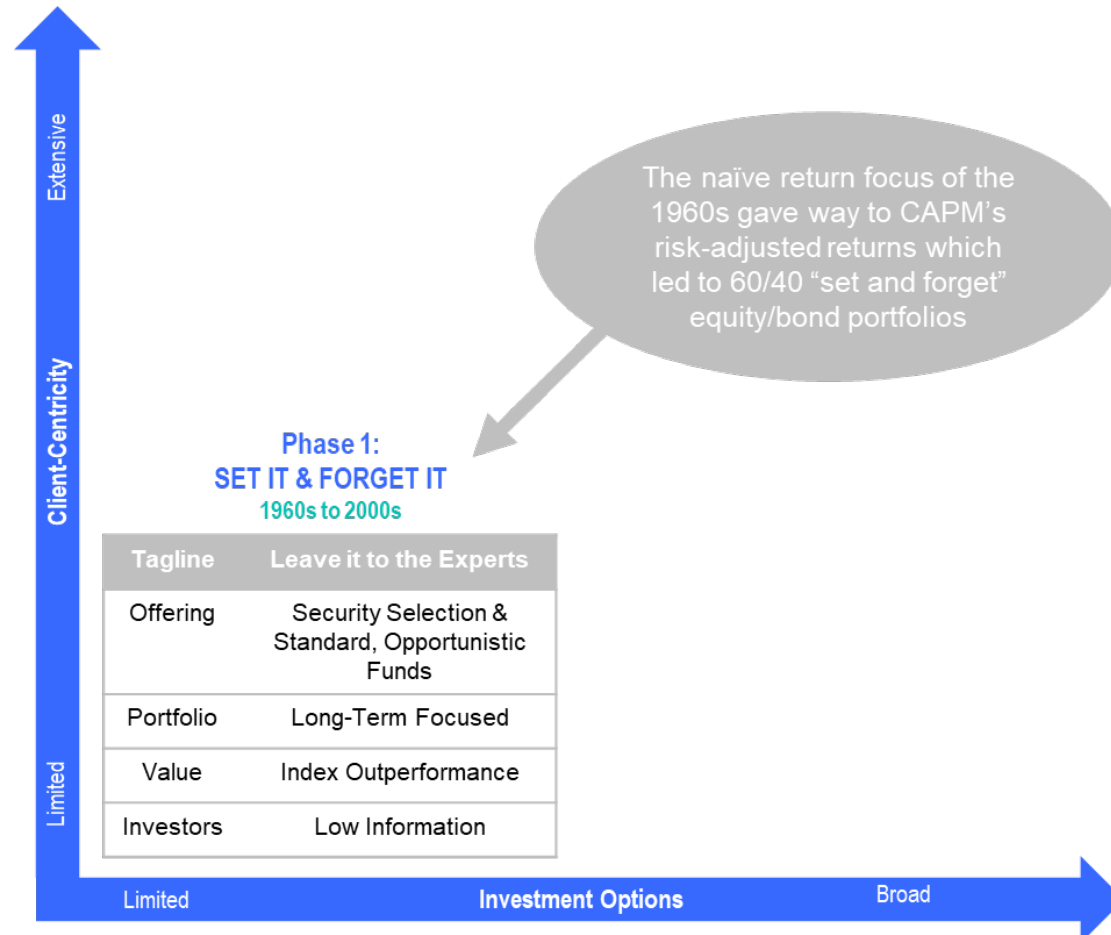 Extensive
Client-Centricity
Limited
The naïve return focus of the
1960s gave way to CAPM’s
risk-adjusted returns which
led to 60/40 “set and forget”
equity/bond portfolios
Phase 1:
SET IT & FORGET IT
1960s to 2000s
Tagline Leave it to the Experts
Offering Security Selection &
Standard, Opportunistic
Funds
Portfolio Long-Term Focused
Value Index Outperformance
Investors Low Information
Limited Investment Options Broad